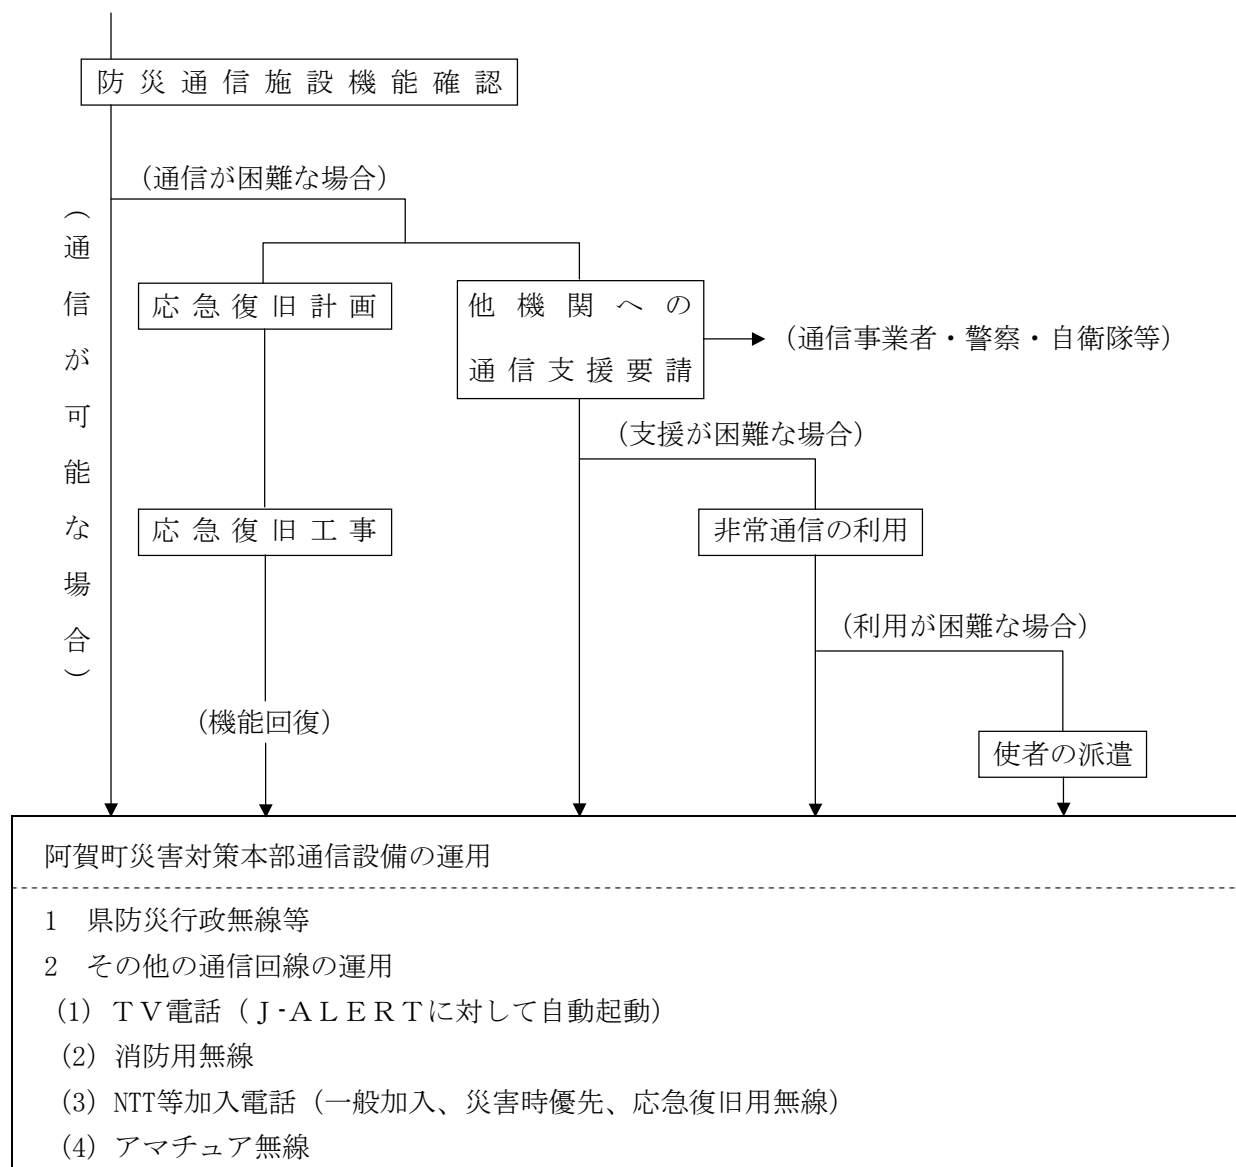 防災通信施設機能確認
（通信が困難な場合）
（通信が可能な場合）
応急復旧計画
他機関への
通信支援要請
（通信事業者・警察・自衛隊等）
（支援が困難な場合）
応急復旧工事
非常通信の利用
（利用が困難な場合）
（機能回復）
使者の派遣
阿賀町災害対策本部通信設備の運用
1　県防災行政無線等
2　その他の通信回線の運用
(1) ＴＶ電話（Ｊ-ＡＬＥＲＴに対して自動起動）
(2) 消防用無線
(3) NTT等加入電話（一般加入、災害時優先、応急復旧用無線）
(4) アマチュア無線